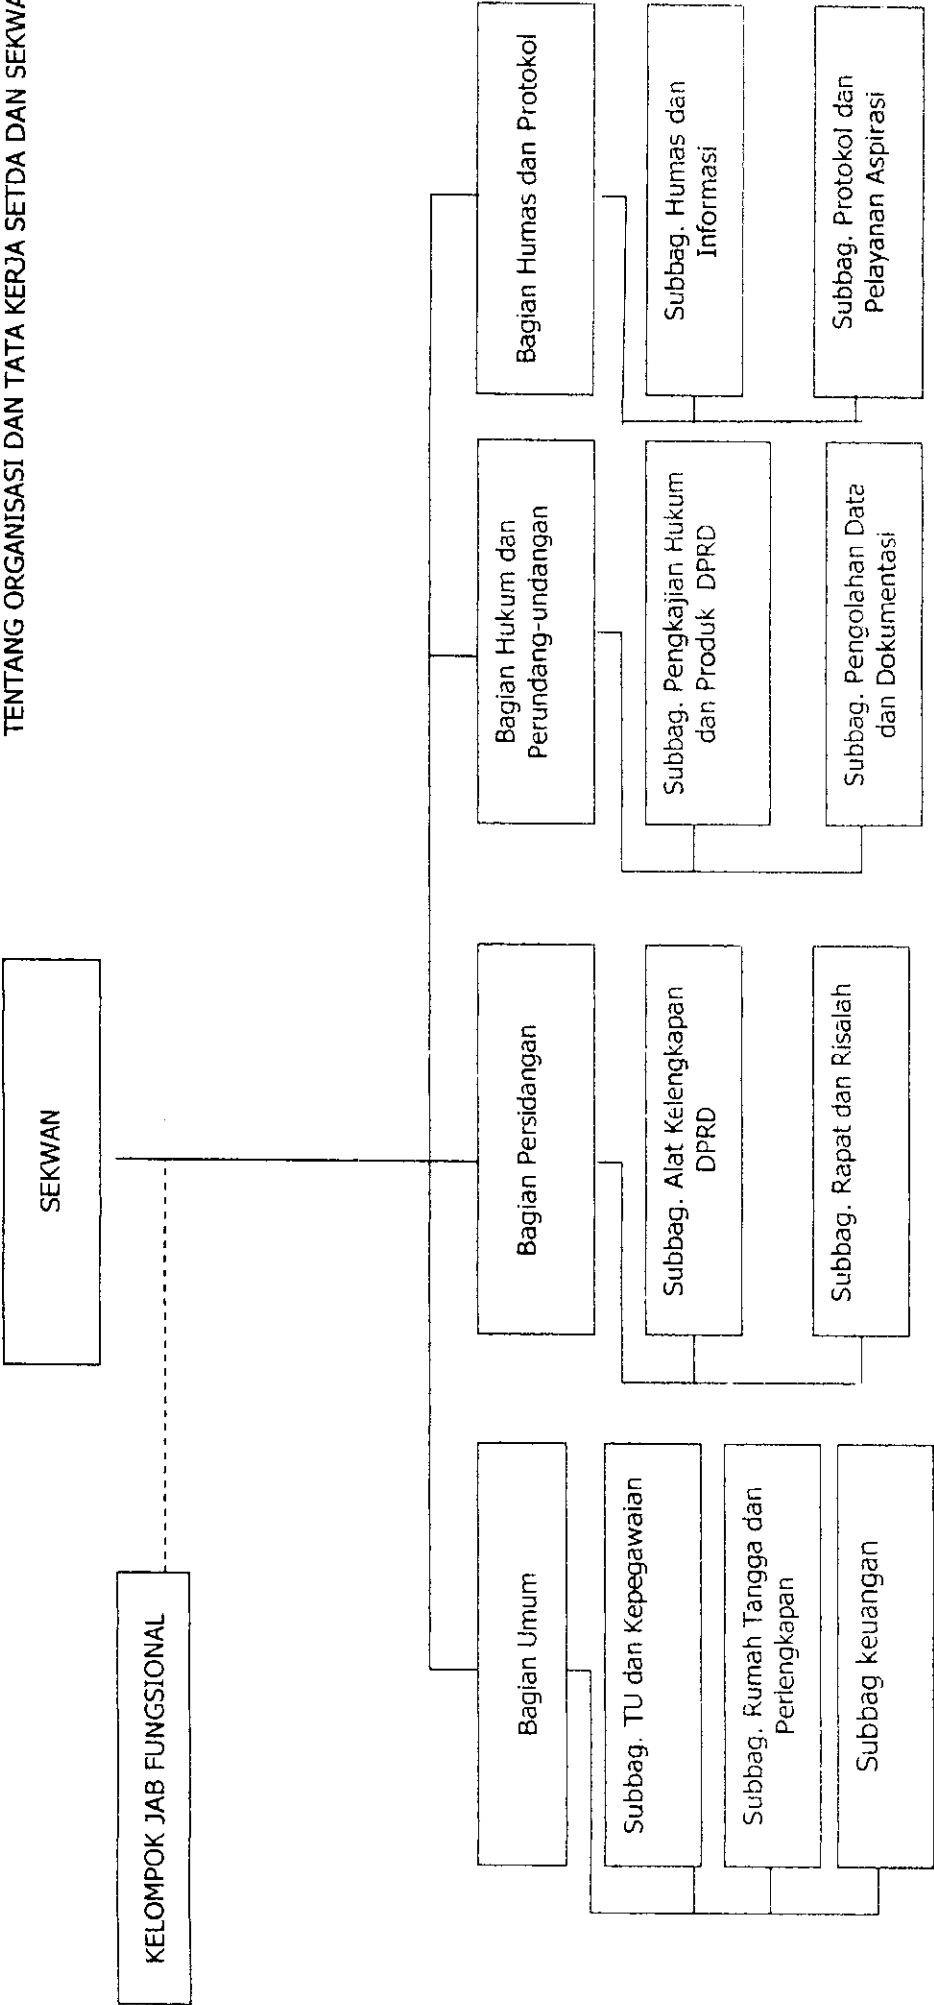 TENTANG ORGANISASI DAN TATA KERJA SETDA DAN
SEKWAN
KELOMPOK JAB FUNGSIONAL
Bagian Umum
Subbag. TU dan Kepegawaian
Subbag. Rumah Tangga dan
Perlengkapan
Subbag keuangan
Bagian Persidangan
Subbag. Alat Kelengkapan
DPRD
Subbag. Rapat dan Risalah
Bagian Hukum dan
Perundang-undangan
Subbag. Pengkajian Hukum
dan Produk DPRD
Subbag. Pengolahan Data
dan Dokumentasi
Bagian Humas dan Protokol
Subbag. Humas dan
Informasi
Subbag. Protokol dan
Pelayanan Aspirasi